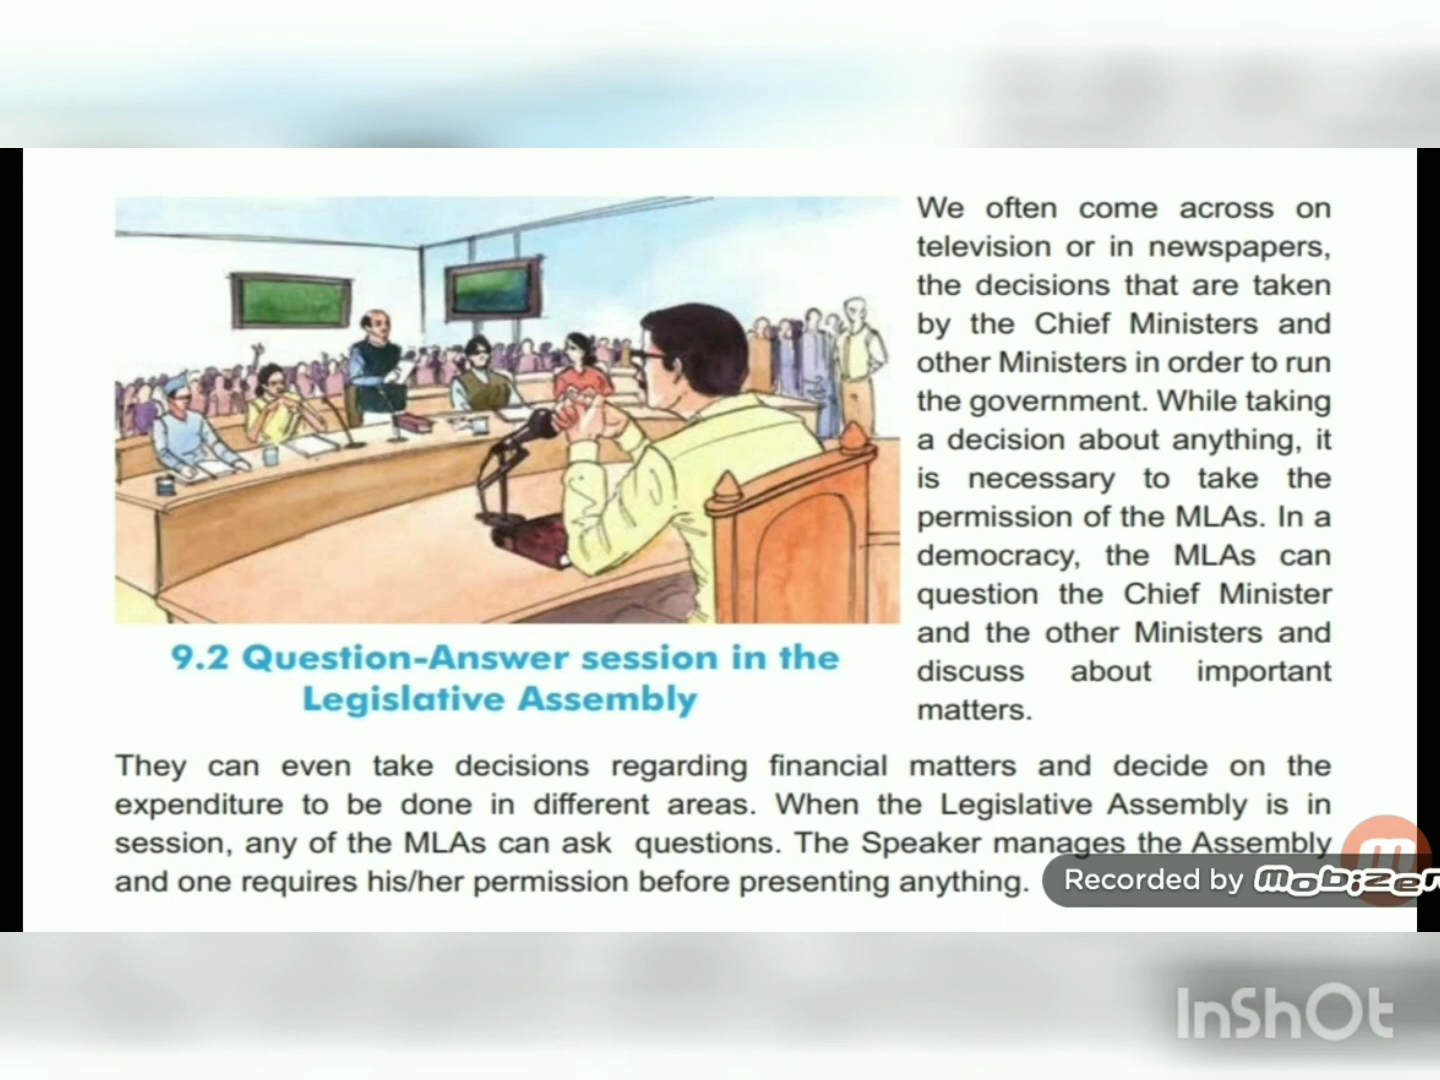 We often come across on
television or in newspapers,
the decisions that are taken
by the Chief Ministers and
other Ministers in order to run
the government. While taking
a decision about anything, it
is necessary to take the
permission of the MLAs. In a
democracy, the MLAs can
question the Chief Minister
and the other Ministers and
discuss about important
matters.
9.2 Question-Answer session in the
Legislative Assembly
They can even take decisions regarding financial matters and decide on the
expenditure to be done in different areas. When the Legislative Assembly is in
session, any of the MLAs can ask questions. The Speaker manages the Assembly
and one requires his/her permission before presenting anything.
Recorded by mobizen
InShOt